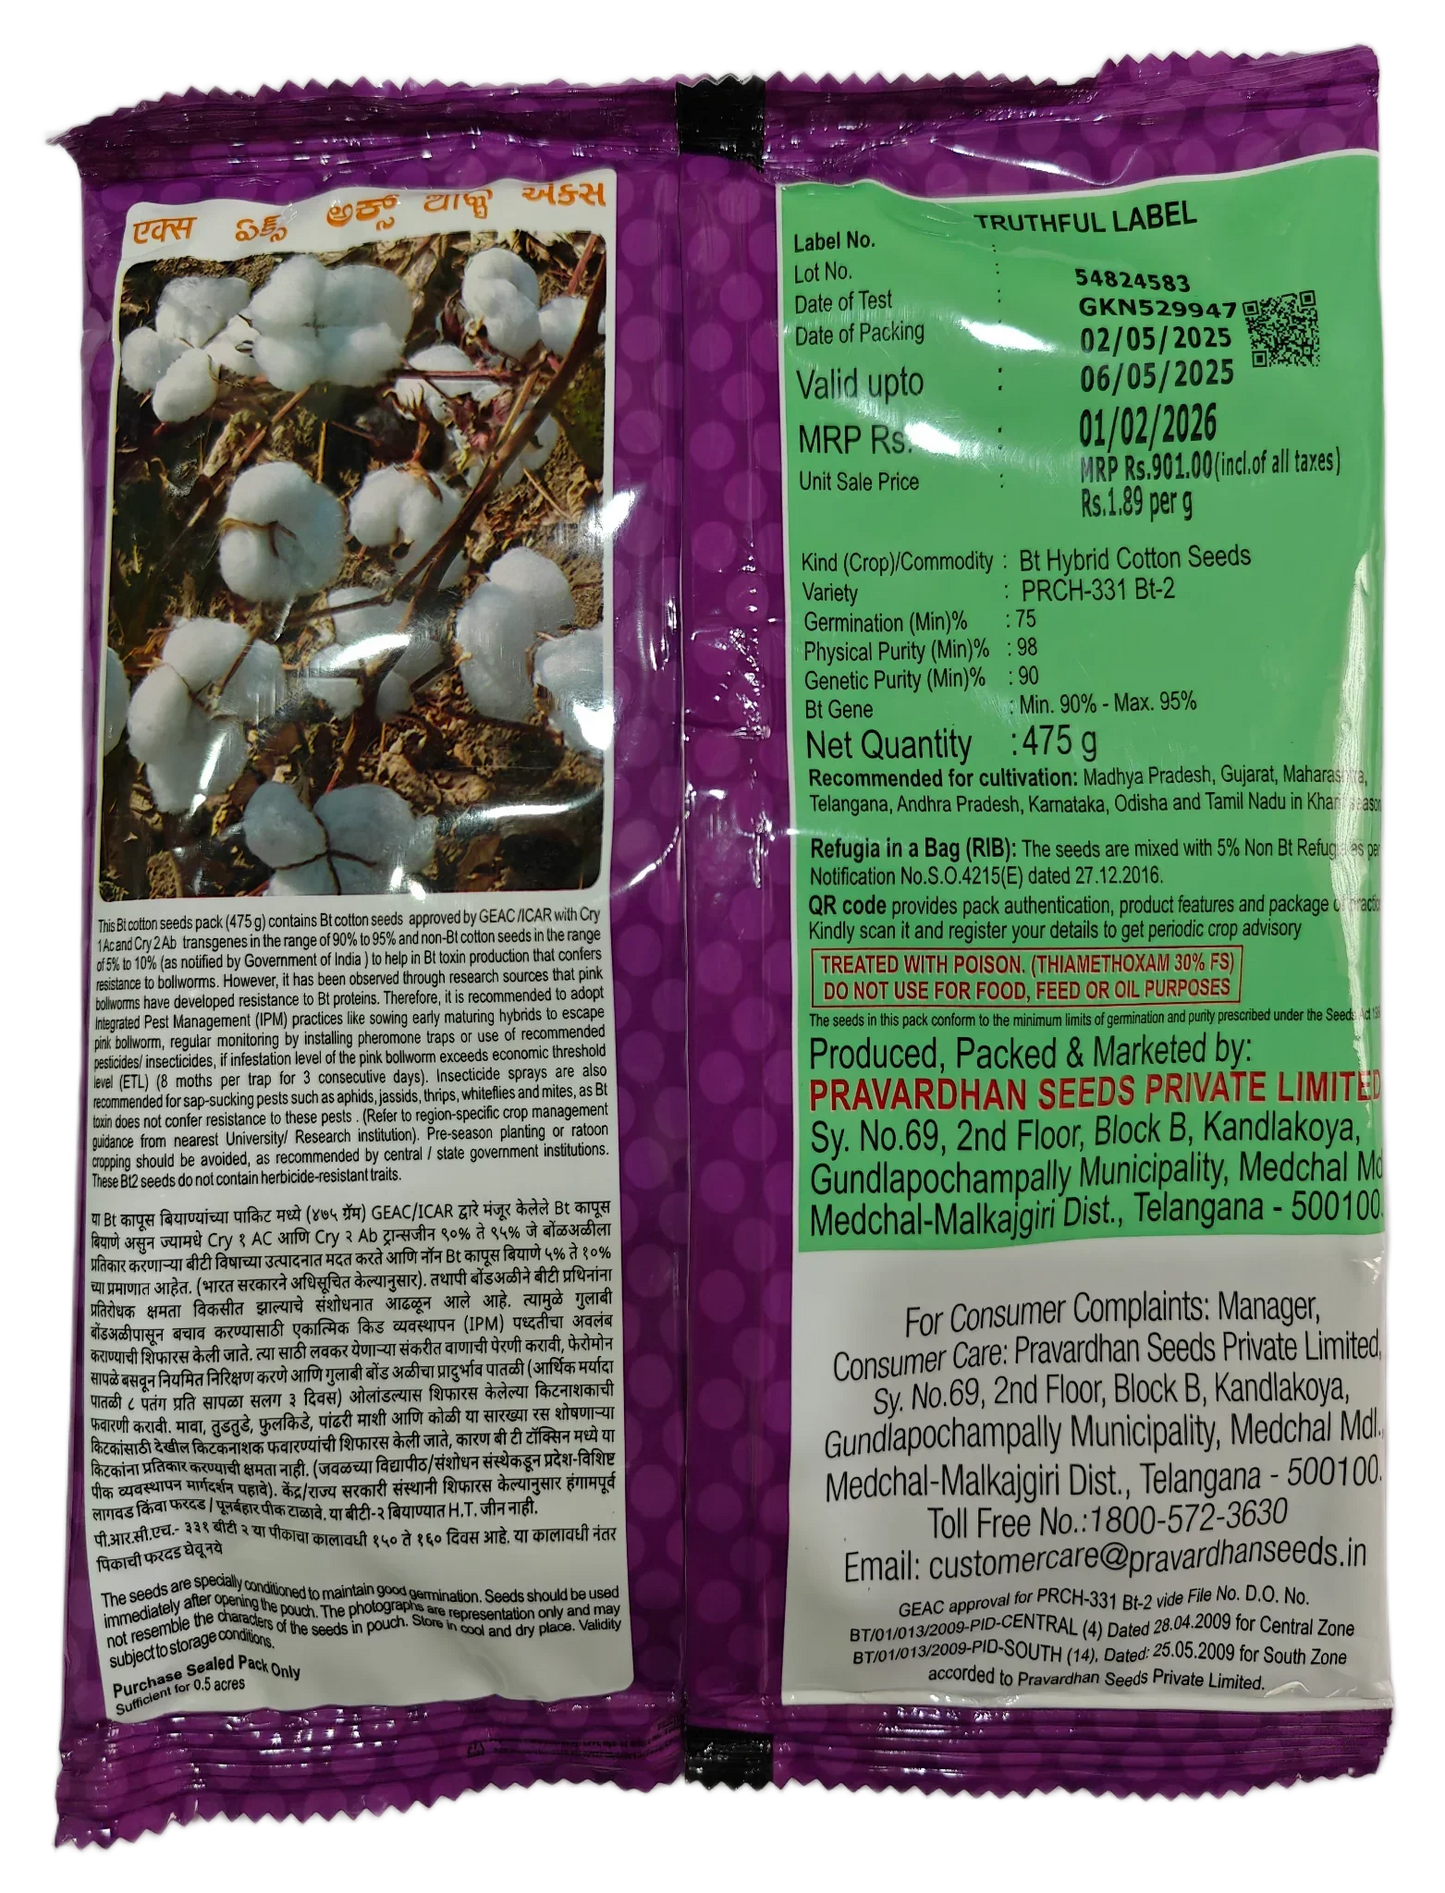 एक्स ఏక్స్ ಅಕ್ಸ್ એક્સ
This Bt cotton seeds pack (475 g) contains Bt cotton seeds approved by GEAC /ICAR with Cry
1Ac and Cry 2 Ab transgenes in the range of 90% to 95% and non-Bt cotton seeds in the range
of 5% to 10% (as notified by Government of India ) to help in Bt toxin production that confers
resistance to bollworms. However, it has been observed through research sources that pink
bollworms have developed resistance to Bt proteins. Therefore, it is recommended to adopt
Integrated Pest Management (IPM) practices like sowing early maturing hybrids to escape
pink bollworm, regular monitoring by installing pheromone traps or use of recommended
pesticides/ insecticides, if infestation level of the pink bollworm exceeds economic threshold
level (ETL) (8 moths per trap for 3 consecutive days). Insecticide sprays are also
recommended for sap-sucking pests such as aphids, jassids, thrips, whiteflies and mites, as Bt
toxin does not confer resistance to these pests . (Refer to region-specific crop management
guidance from nearest University/ Research institution). Pre-season planting or ratoon
cropping should be avoided, as recommended by central / state government institutions.
These Bt2 seeds do not contain herbicide-resistant traits.
या Bt कापूस बियाण्यांच्या पाकिट मध्ये (४७५ ग्रॅम) GEAC/ICAR द्वारे मंजूर केलेले Bt कापूस
बियाणे असुन ज्यामधे Cry १ AC आणि Cry २ Ab ट्रान्सजीन ९०% ते ९५% जे बोंळअळीला
प्रतिकार करणाऱ्या बीटी विषाच्या उत्पादनात मदत करते आणि नॉन Bt कापूस बियाणे ५% ते १०%
च्या प्रमाणात आहेत. (भारत सरकारने अधिसूचित केल्यानुसार). तथापी बोंडअळीने बीटी प्रथिनांना
प्रतिरोधक क्षमता विकसीत झाल्याचे संशोधनात आढळून आले आहे. त्यामुळे गुलाबी
बोंडअळीपासून बचाव करण्यासाठी एकात्मिक किड व्यवस्थापन (IPM) पध्दतीचा अवलंब
कराण्याची शिफारस केली जाते. त्या साठी लवकर येणाऱ्या संकरीत वाणाची पेरणी करावी, फेरोमोन
सापळे बसवून नियमित निरिक्षण करणे आणि गुलाबी बोंड अळीचा प्रादुर्भाव पातळी (आर्थिक मर्यादा
पातळी ८ पतंग प्रति सापळा सलग ३ दिवस) ओलांडल्यास शिफारस केलेल्या किटनाशकाची
फवारणी करावी. मावा, तुडतुडे, फुलकिडे, पांढरी माशी आणि कोळी या सारख्या रस शोषणाऱ्या
किटकांसाठी देखील किटकनाशक फवारण्यांची शिफारस केली जाते, कारण बी टी टॉक्सिन मध्ये या
किटकांना प्रतिकार करण्याची क्षमता नाही. (जवळच्या विद्यापीठ/संशोधन संस्थेकडून प्रदेश-विशिष्ट
पीक व्यवस्थापन मार्गदर्शन पहावे). केंद्र/राज्य सरकारी संस्थानी शिफारस केल्यानुसार हंगामपूर्व
लागवड किंवा फरदड / पूनर्बहार पीक टाळावे. या बीटी-२ बियाण्यात H.T. जीन नाही.
पी.आर.सी.एच.- ३३१ बीटी २ या पीकाचा कालावधी १५० ते १६० दिवस आहे. या कालावधी नंतर
पिकाची फरदड घेवू नये
The seeds are specially conditioned to maintain good germination. Seeds should be used
immediately after opening the pouch. The photographs are representation only and may
not resemble the characters of the seeds in pouch. Store in cool and dry place. Validity
subject to storage conditions.
Purchase Sealed Pack Only
Sufficient for 0.5 acres
TRUTHFUL LABEL
Label No. :
Lot No. : 54824583
Date of Test : GKN529947
Date of Packing : 02/05/2025
Valid upto : 06/05/2025
MRP Rs. : 01/02/2026
MRP Rs.901.00(incl.of all taxes)
Unit Sale Price : Rs.1.89 per g
Kind (Crop)/Commodity : Bt Hybrid Cotton Seeds
Variety : PRCH-331 Bt-2
Germination (Min)% : 75
Physical Purity (Min)% : 98
Genetic Purity (Min)% : 90
Bt Gene : Min. 90% - Max. 95%
Net Quantity : 475 g
Recommended for cultivation: Madhya Pradesh, Gujarat, Maharashtra,
Telangana, Andhra Pradesh, Karnataka, Odisha and Tamil Nadu in Kharif season
Refugia in a Bag (RIB): The seeds are mixed with 5% Non Bt Refugia as per
Notification No.S.O.4215(E) dated 27.12.2016.
QR code provides pack authentication, product features and package of practice
Kindly scan it and register your details to get periodic crop advisory
TREATED WITH POISON. (THIAMETHOXAM 30% FS)
DO NOT USE FOR FOOD, FEED OR OIL PURPOSES
The seeds in this pack conform to the minimum limits of germination and purity prescribed under the Seeds Act
Produced, Packed & Marketed by:
PRAVARDHAN SEEDS PRIVATE LIMITED
Sy. No.69, 2nd Floor, Block B, Kandlakoya,
Gundlapochampally Municipality, Medchal
Medchal-Malkajgiri Dist., Telangana - 500100.
For Consumer Complaints: Manager,
Consumer Care: Pravardhan Seeds Private Limited,
Sy. No.69, 2nd Floor, Block B, Kandlakoya,
Gundlapochampally Municipality, Medchal Mdl.,
Medchal-Malkajgiri Dist., Telangana - 500100.
Toll Free No.:1800-572-3630
Email: customercare@pravardhanseeds.in
GEAC approval for PRCH-331 Bt-2 vide File No. D.O. No.
BT/01/013/2009-PID-CENTRAL (4) Dated 28.04.2009 for Central Zone
BT/01/013/2009-PID-SOUTH (14), Dated: 25.05.2009 for South Zone
accorded to Pravardhan Seeds Private Limited.